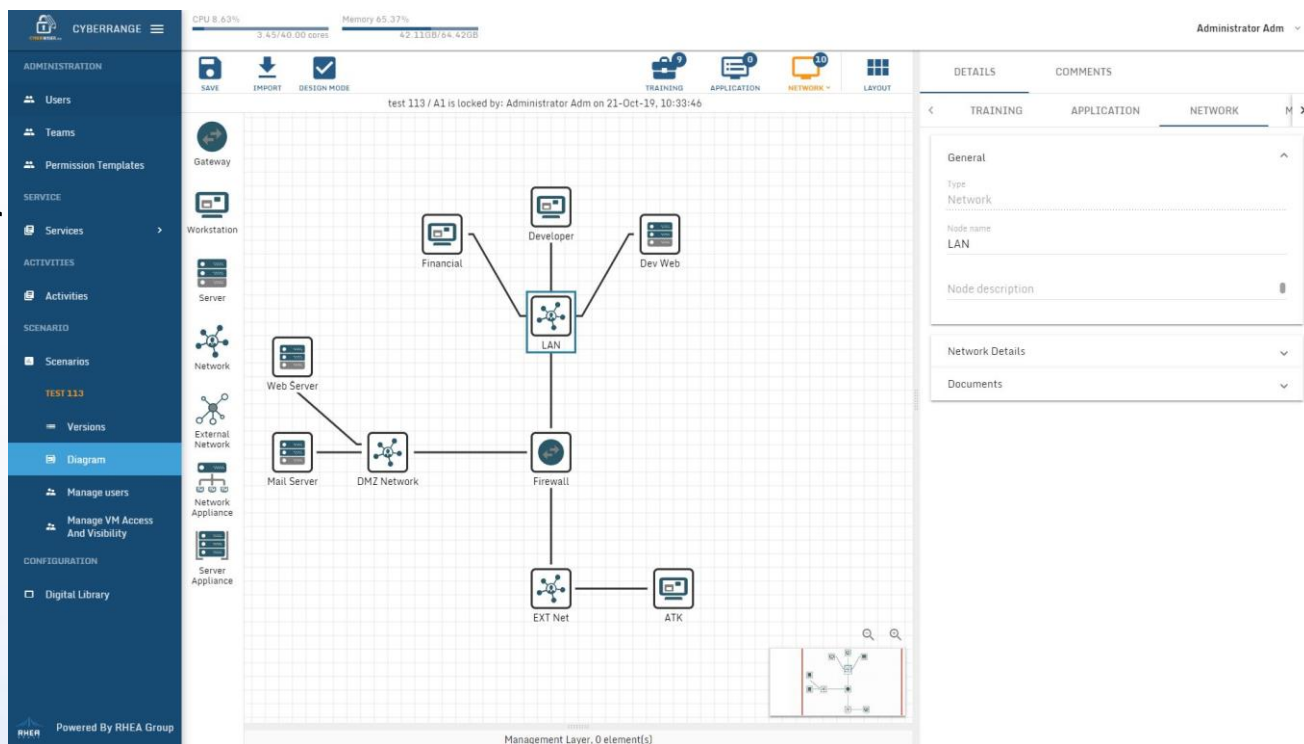 CYBERRANGE
CPU 8.63%
3.45/40.00 cores
Memory 65.37%
42.11GB/64.42GB
Administrator Adm
ADMINISTRATION
Users
Teams
Permission Templates
SERVICE
Services
ACTIVITIES
Activities
SCENARIO
Scenarios
TEST 113
Versions
Diagram
Manage users
Manage VM Access
And Visibility
CONFIGURATION
Digital Library
RHEA
Powered By RHEA Group
SAVE
IMPORT
DESIGN MODE
9
TRAINING
0
APPLICATION
10
NETWORK
LAYOUT
test 113 / A1 is locked by: Administrator Adm on 21-Oct-19, 10:33:46
Gateway
Workstation
Server
Network
External
Network
Network
Appliance
Server
Appliance
Financial
Developer
Dev Web
LAN
Web Server
Mail Server
DMZ Network
Firewall
EXT Net
ATK
Management Layer, 0 element(s)
DETAILS
COMMENTS
TRAINING
APPLICATION
NETWORK
General
Type
Network
Node name
LAN
Node description
Network Details
Documents